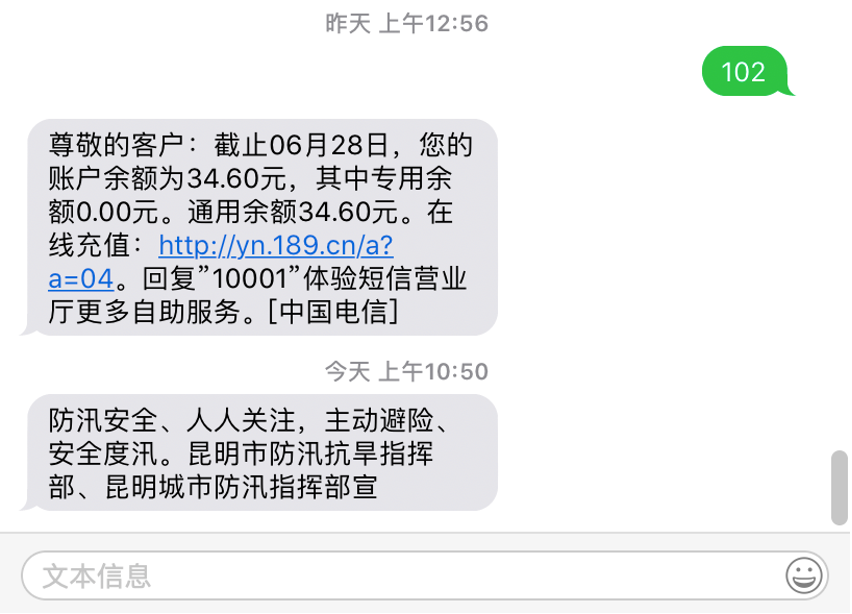 昨天 上午12:56
102
尊敬的客户：截止06月28日，您的
账户余额为34.60元，其中专用余
额0.00元。通用余额34.60元。在
线充值：http://yn.189.cn/a?
a=04。回复”10001”体验短信营业
厅更多自助服务。[中国电信]
今天 上午10:50
防汛安全、人人关注，主动避险、
安全度汛。昆明市防汛抗旱指挥
部、昆明城市防汛指挥部宣
文本信息